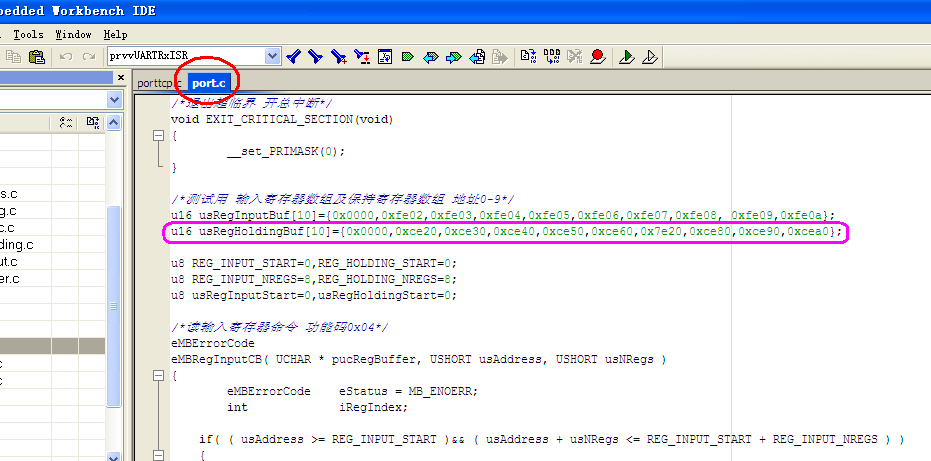 bedded Workbench IDE
Tools Window Help
prvvUARTRxISR
porttcp.c port.c
s.c
g.c
c.c
ding.c
ut.c
er.c
界 开总中断*/
void EXIT_CRITICAL_SECTION(void)
{
__set_PRIMASK(0);
}
/*测试用 输入寄存器数组及保持寄存器数组 地址0-9*/
u16 usRegInputBuf[10]={0x0000,0xfe02,0xfe03,0xfe04,0xfe05,0xfe06,0xfe07,0xfe08, 0xfe09,0xfe0a};
u16 usRegHoldingBuf[10]={0x0000,0xce20,0xce30,0xce40,0xce50,0xce60,0x7e20,0xce80,0xce90,0xcea0};
u8 REG_INPUT_START=0,REG_HOLDING_START=0;
u8 REG_INPUT_NREGS=8,REG_HOLDING_NREGS=8;
u8 usRegInputStart=0,usRegHoldingStart=0;
/*读输入寄存器命令 功能码0x04*/
eMBErrorCode
eMBRegInputCB( UCHAR * pucRegBuffer, USHORT usAddress, USHORT usNRegs )
{
eMBErrorCode eStatus = MB_ENOERR;
int iRegIndex;
if( ( usAddress >= REG_INPUT_START )&& ( usAddress + usNRegs <= REG_INPUT_START + REG_INPUT_NREGS ) )
{